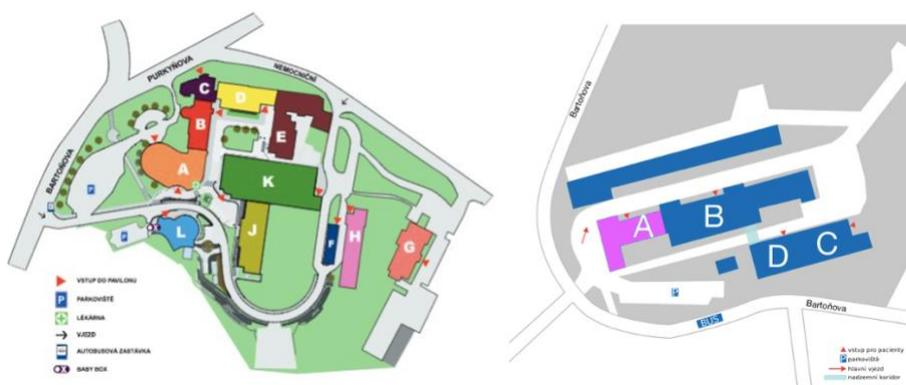 PURKYŇOVA
NEMOCNIČNÍ
BARTOŇOVA
C
D
B
E
A
K
P
J
L
F
H
G
P
VSTUP DO PAVILONU
P PARKOVIŠTĚ
LÉKÁRNA
VJEZD
AUTOBUSOVÁ ZASTÁVKA
BABY BOX
Bartoňova
A
B
D
C
P
Bartoňova
BUS
vstup pro pacienty
P parkoviště
hlavní vjezd
nadzemní koridor